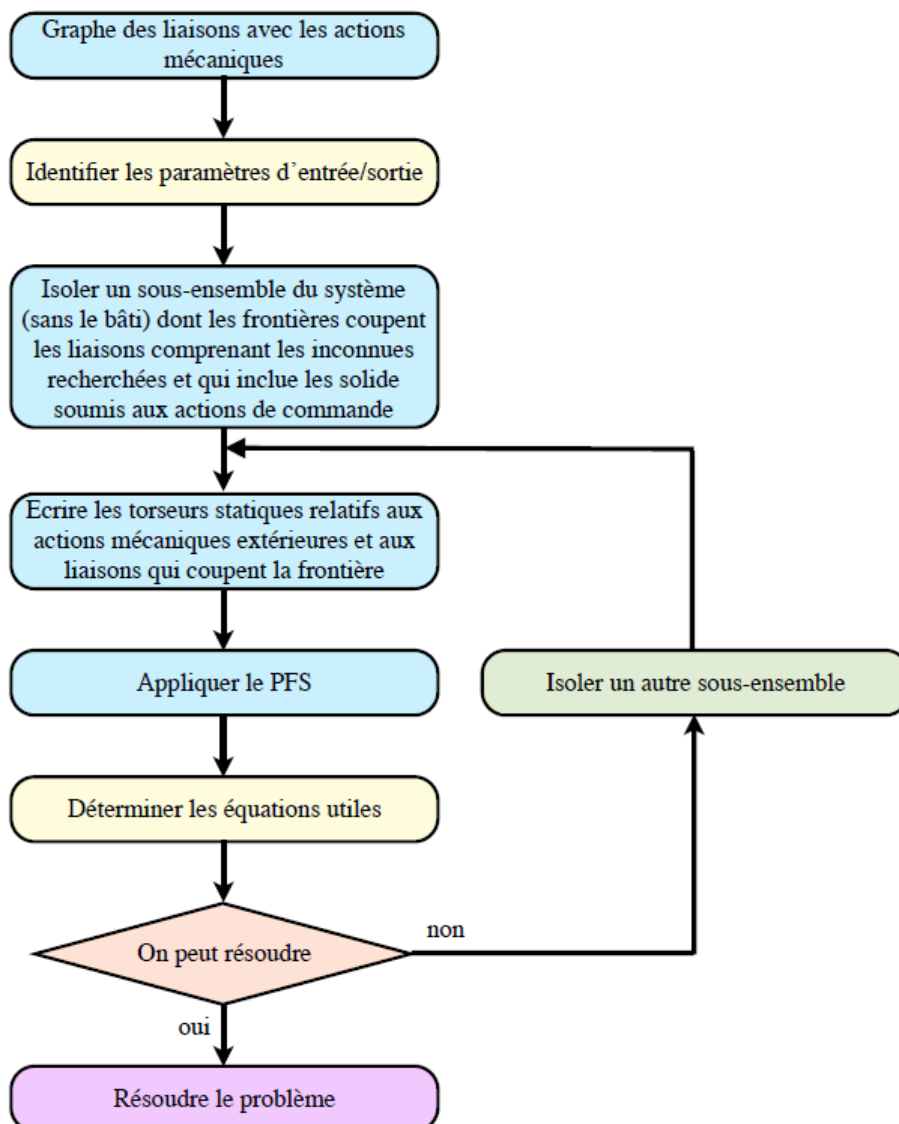 Graphe des liaisons avec les actions
mécaniques
Identifier les paramètres d'entrée/sortie
Isoler un sous-ensemble du système
(sans le bâti) dont les frontières coupent
les liaisons comprenant les inconnues
recherchées et qui inclue les solide
soumis aux actions de commande
Ecrire les torseurs statiques relatifs aux
actions mécaniques extérieures et aux
liaisons qui coupent la frontière
Appliquer le PFS
Isoler un autre sous-ensemble
Déterminer les équations utiles
On peut résoudre
non
oui
Résoudre le problème